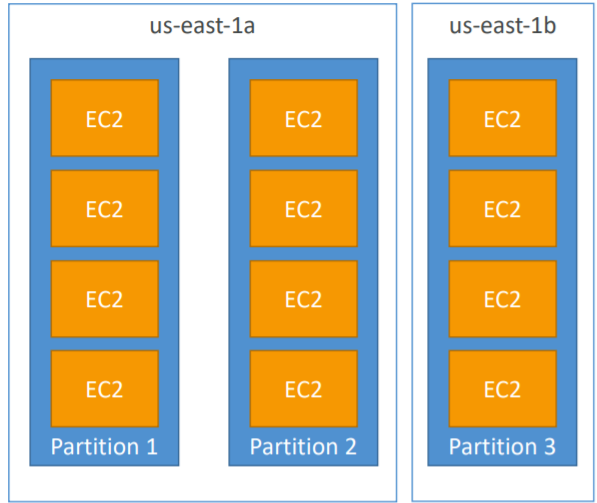 us-east-1a
EC2
EC2
EC2
EC2
Partition 1
EC2
EC2
EC2
EC2
Partition 2
us-east-1b
EC2
EC2
EC2
EC2
Partition 3